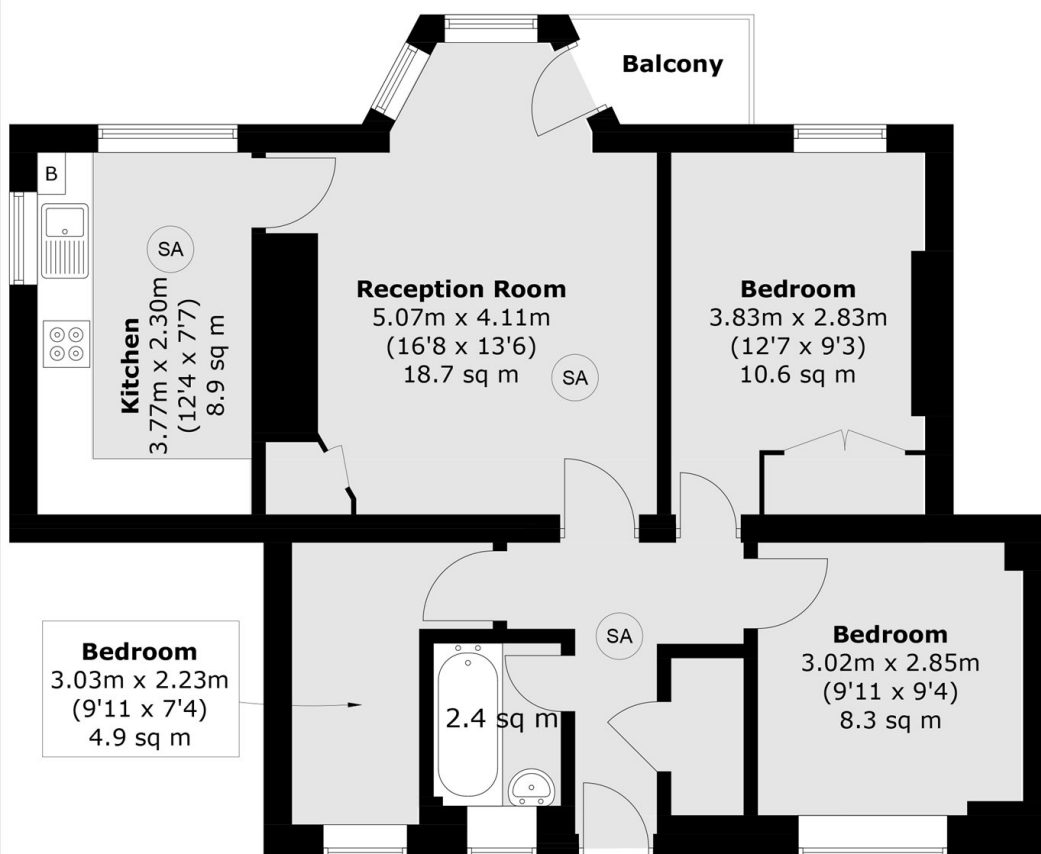 Balcony
B
SA
Kitchen
3.77m x 2.30m
(12'4 x 7'7)
8.9 sq m
Reception Room
5.07m x 4.11m
(16'8 x 13'6)
18.7 sq m
SA
Bedroom
3.83m x 2.83m
(12'7 x 9'3)
10.6 sq m
Bedroom
3.03m x 2.23m
(9'11 x 7'4)
4.9 sq m
2.4 sq m
SA
Bedroom
3.02m x 2.85m
(9'11 x 9'4)
8.3 sq m